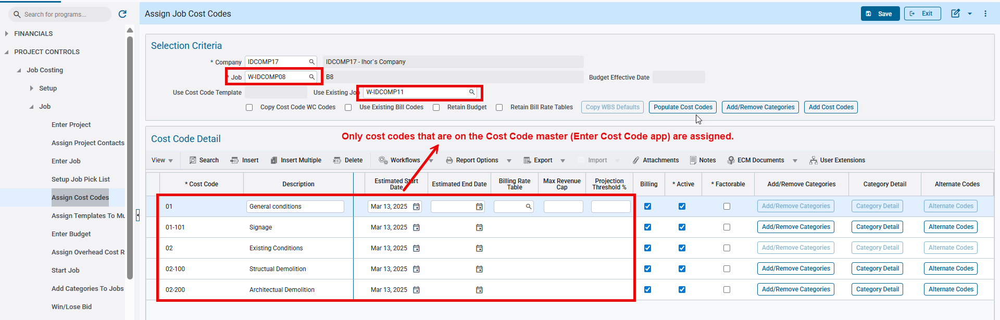 Search for programs...
Assign Job Cost Codes
Save
Exit
FINANCIALS
PROJECT CONTROLS
Job Costing
Setup
Job
Enter Project
Assign Project Contacts
Enter Job
Setup Job Pick List
Assign Cost Codes
Assign Templates To Mu
Enter Budget
Assign Overhead Cost R
Start Job
Add Categories To Jobs
Win/Lose Bid
Selection Criteria
* Company IDCOMP17 IDCOMP17 - Ihor`s Company
* Job W-IDCOMP08 B8 Budget Effective Date
Use Cost Code Template Use Existing Job W-IDCOMP11
Copy Cost Code WC Codes Use Existing Bill Codes Retain Budget Retain Bill Rate Tables Copy WBS Defaults Populate Cost Codes Add/Remove Categories Add Cost Codes
Cost Code Detail
Only cost codes that are on the Cost Code master (Enter Cost Code app) are assigned.
View Search Insert Insert Multiple Delete Workflows Report Options Export Import Attachments Notes ECM Documents User Extensions
* Cost Code Description Estimated Start Date Estimated End Date Billing Rate Table Max Revenue Cap Projection Threshold % Billing * Active * Factorable Add/Remove Categories Category Detail Alternate Codes
01 General conditions Mar 13, 2025 Add/Remove Categories Category Detail Alternate Codes
01-101 Signage Mar 13, 2025 Add/Remove Categories Category Detail Alternate Codes
02 Existing Conditions Mar 13, 2025 Add/Remove Categories Category Detail Alternate Codes
02-100 Structual Demolition Mar 13, 2025 Add/Remove Categories Category Detail Alternate Codes
02-200 Architectual Demolition Mar 13, 2025 Add/Remove Categories Category Detail Alternate Codes